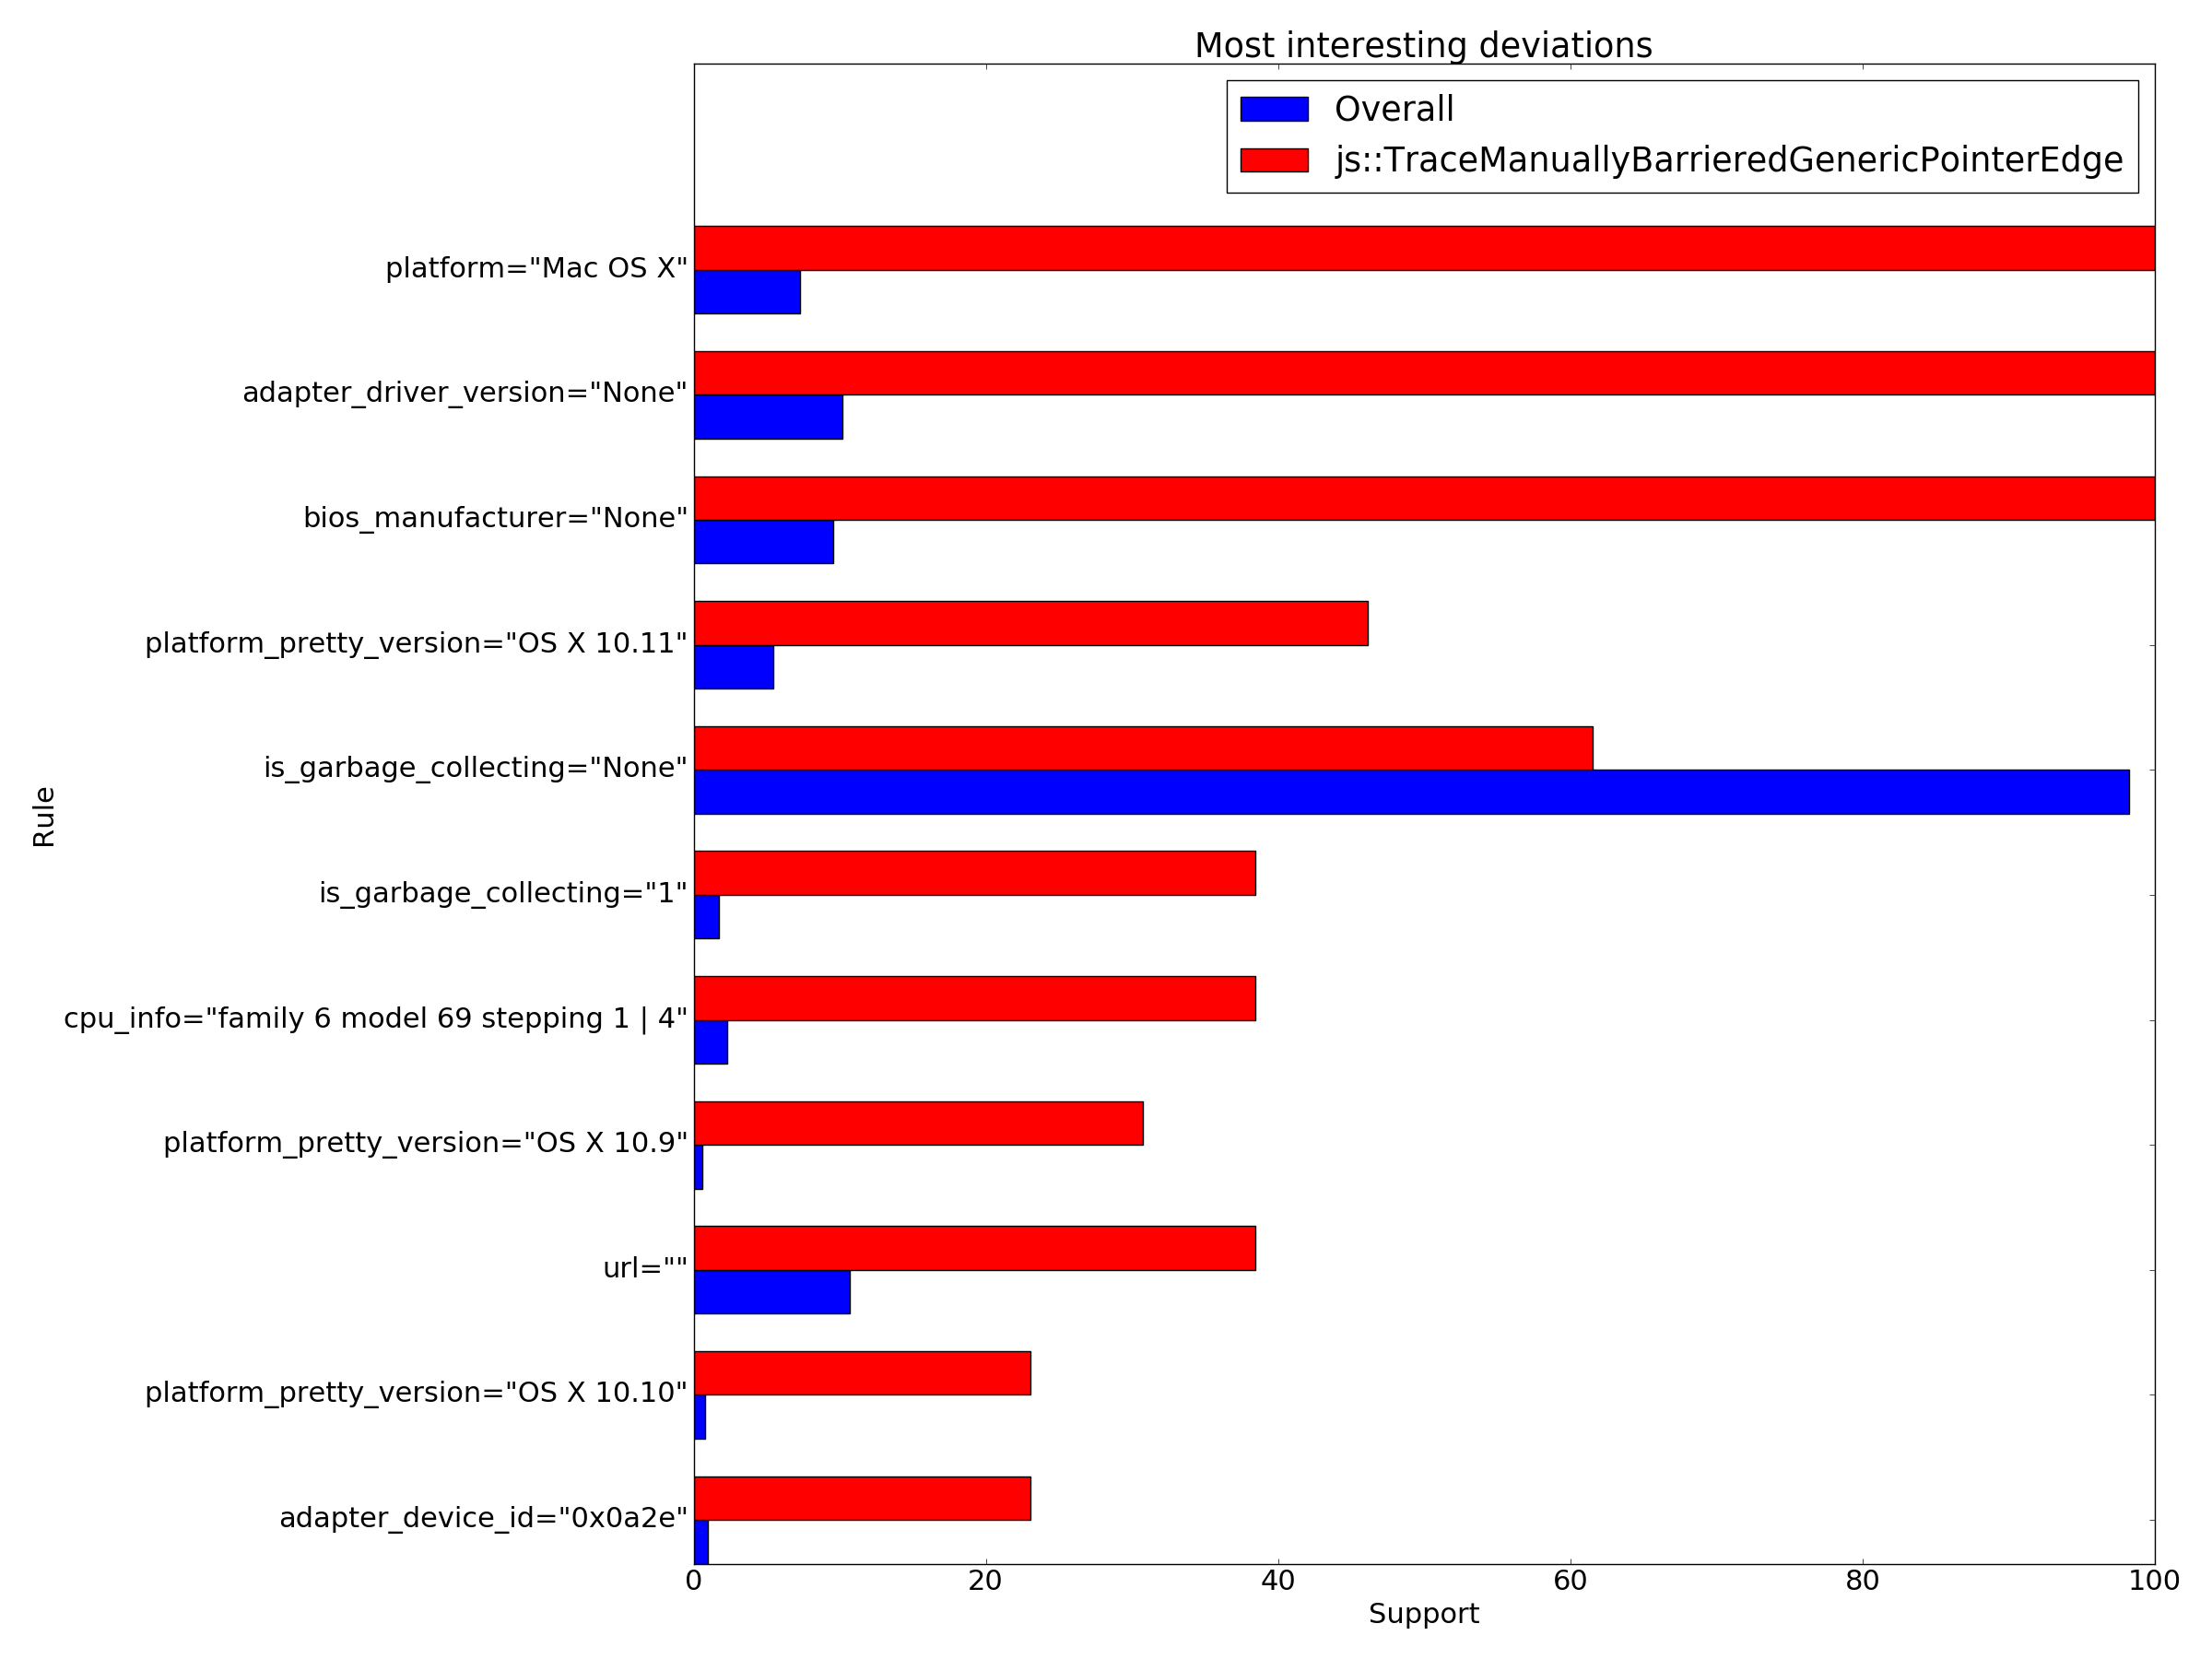 Most interesting deviations
Overall
js::TraceManuallyBarrieredGenericPointerEdge
platform="Mac OS X"
adapter_driver_version="None"
bios_manufacturer="None"
platform_pretty_version="OS X 10.11"
is_garbage_collecting="None"
is_garbage_collecting="1"
cpu_info="family 6 model 69 stepping 1 | 4"
platform_pretty_version="OS X 10.9"
url=""
platform_pretty_version="OS X 10.10"
adapter_device_id="0x0a2e"
Rule
0 20 40 60 80 100
Support